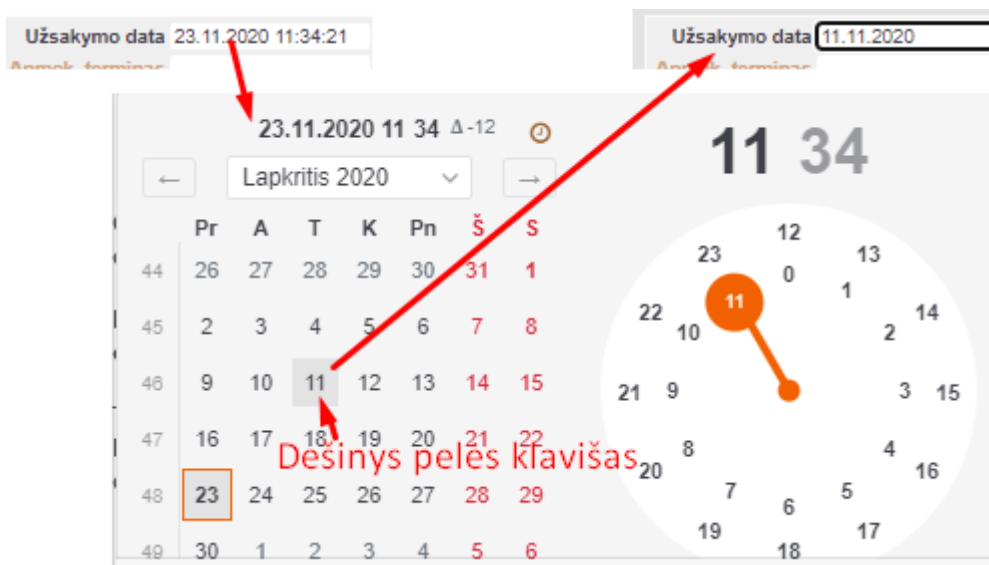 Užsakymo data 23.11.2020 11:34:21
Užsakymo data 11.11.2020
Apmok. terminas
Apmok. terminas
23.11.2020 11 34 Δ -12
11 34
← Lapkritis 2020 →
Pr A T K Pn Š S
44 26 27 28 29 30 31 1
45 2 3 4 5 6 7 8
46 9 10 11 12 13 14 15
47 16 17 18 19 20 21 22
Dešinys pelės klavišas
48 23 24 25 26 27 28 29
49 30 1 2 3 4 5 6
12
23 13
0
11 1
22 14
10 2
21 9 3 15
8 4
20 16
7 5
6
19 17
18